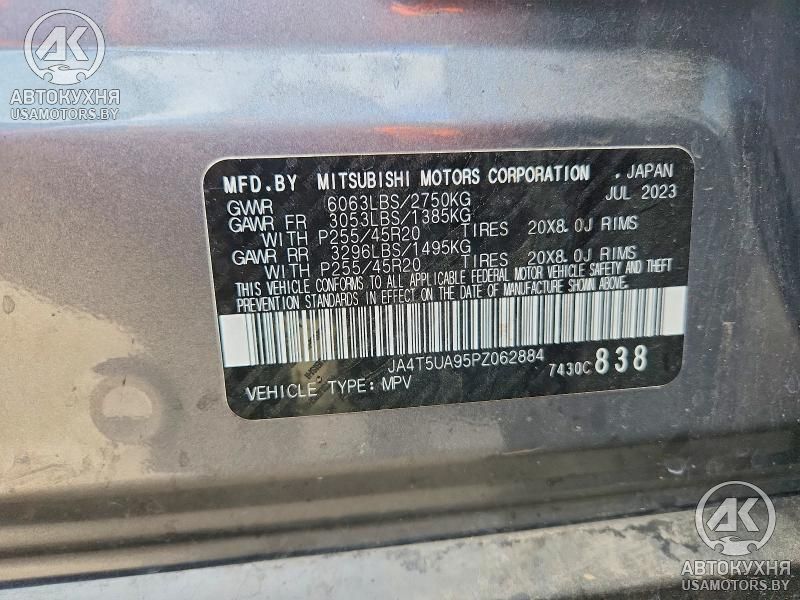 АК
АВТОКУХНЯ
USAMOTORS.BY
MFD.BY MITSUBISHI MOTORS CORPORATION . JAPAN
JUL 2023
GVWR 6063LBS/2750KG
GAWR FR 3053LBS/1385KG
WITH P255/45R20 TIRES 20X8.0J RIMS
GAWR RR 3296LBS/1495KG
WITH P255/45R20 TIRES 20X8.0J RIMS
THIS VEHICLE CONFORMS TO ALL APPLICABLE FEDERAL MOTOR VEHICLE SAFETY AND THEFT
PREVENTION STANDARDS IN EFFECT ON THE DATE OF MANUFACTURE SHOWN ABOVE.
JA4T5UA95PZ062884
7430C 838
VEHICLE TYPE: MPV
АК
АВТОКУХНЯ
USAMOTORS.BY